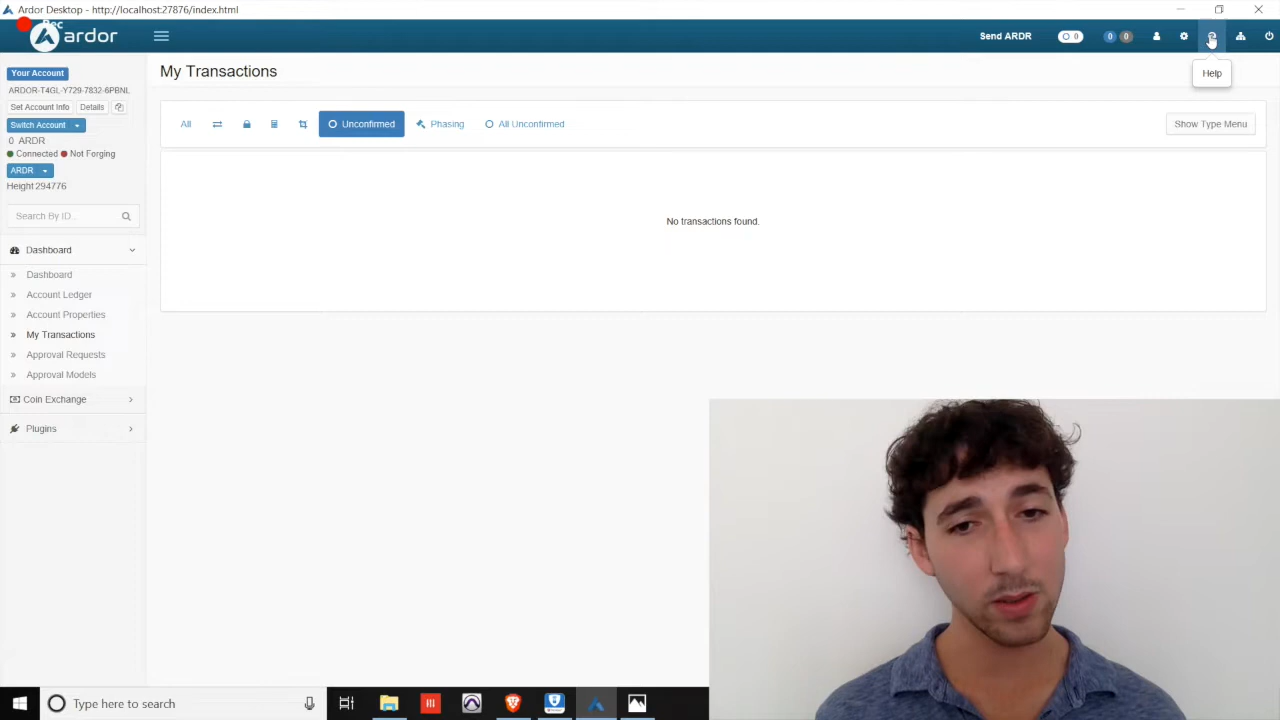 Ardor Desktop - http://localhost:27876/index.html
Rec
ardor
Send ARDR
0
0 0
Help
Your Account
ARDOR-T4GL-Y729-7832-6PBNL
Set Account Info Details
Switch Account
0 ARDR
Connected Not Forging
ARDR
Height 294776
Search By ID...
Dashboard
Dashboard
Account Ledger
Account Properties
My Transactions
Approval Requests
Approval Models
Coin Exchange
Plugins
My Transactions
All Unconfirmed Phasing All Unconfirmed Show Type Menu
No transactions found.
Type here to search